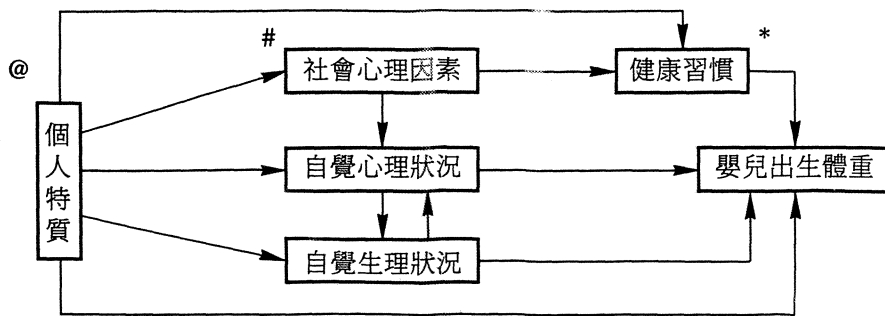 #
*
@
社會心理因素
健康習慣
個人特質
自覺心理狀況
嬰兒出生體重
自覺生理狀況